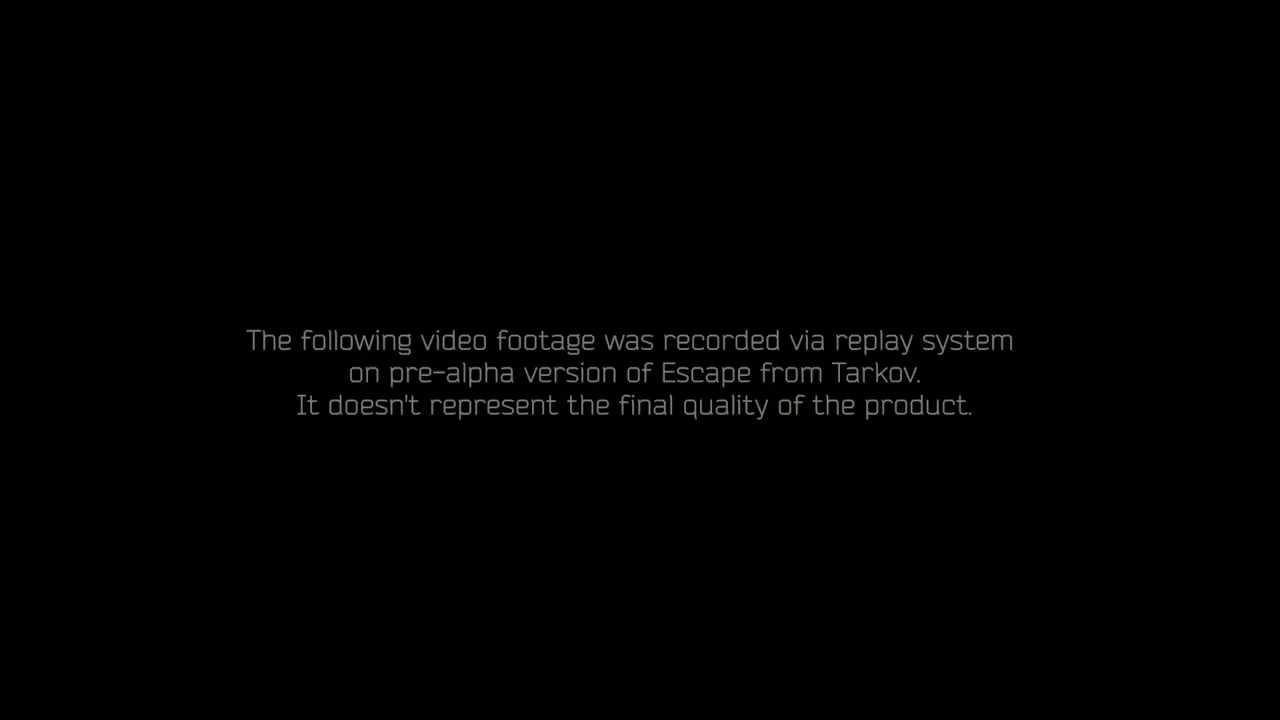 The following video footage was recorded via replay system
on pre-alpha version of Escape from Tarkov.
It doesn't represent the final quality of the product.